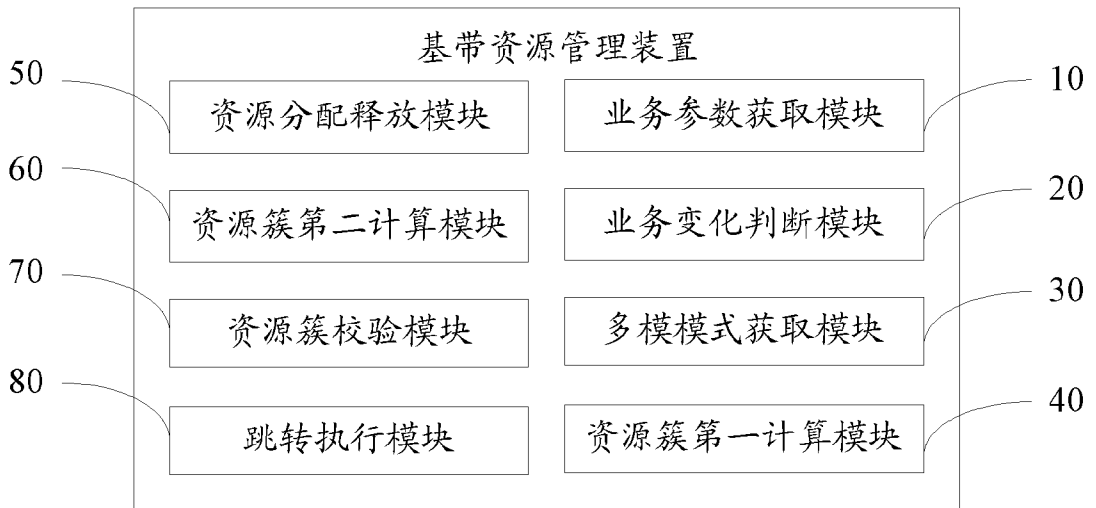 基带资源管理装置
50
资源分配释放模块
业务参数获取模块
10
60
资源簇第二计算模块
业务变化判断模块
20
70
资源簇校验模块
多模模式获取模块
30
80
跳转执行模块
资源簇第一计算模块
40